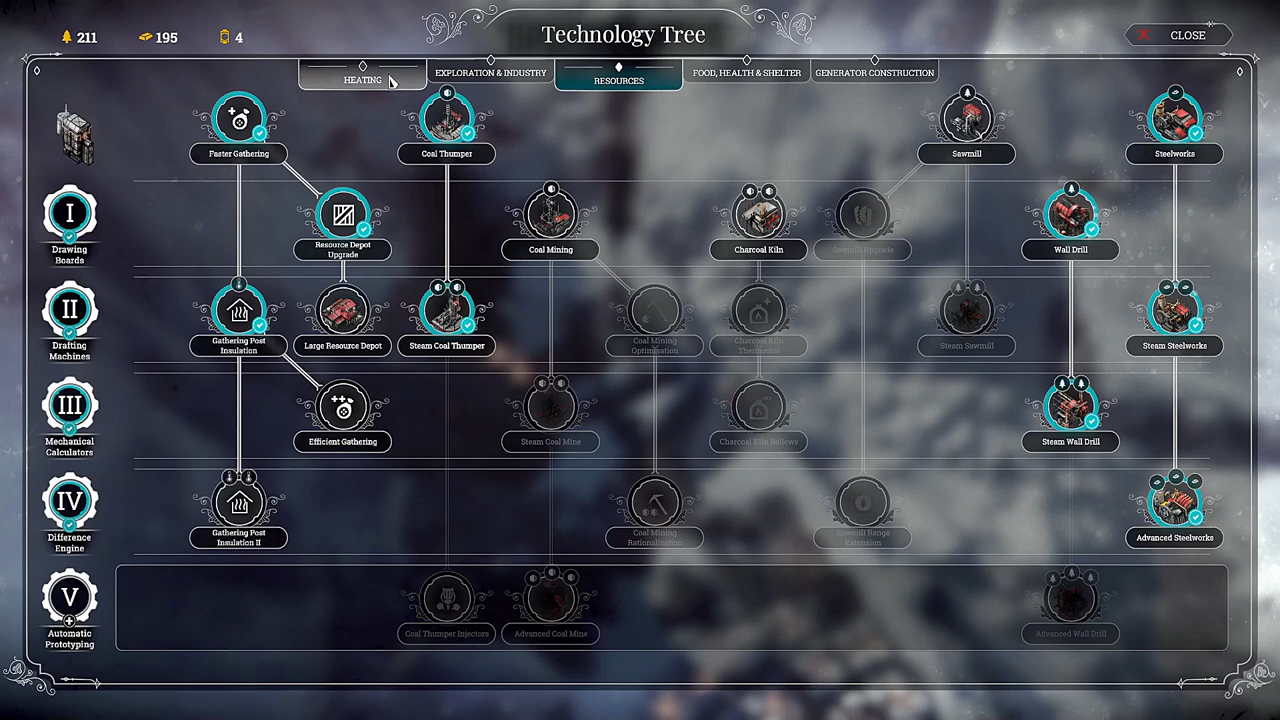 211 195 4
Technology Tree
CLOSE
HEATING
EXPLORATION & INDUSTRY
RESOURCES
FOOD, HEALTH & SHELTER
GENERATOR CONSTRUCTION
Faster Gathering
Coal Thumper
Sawmill
Steelworks
I
Drawing
Boards
Resource Depot
Upgrade
Coal Mining
Charcoal Kiln
Sawmill Upgrade
Wall Drill
II
Drafting
Machines
Gathering Post
Insulation
Large Resource Depot
Steam Coal Thumper
Coal Mining
Optimisation
Charcoal Kiln
Thermostat
Steam Sawmill
Steam Steelworks
III
Mechanical
Calculators
Efficient Gathering
Steam Coal Mine
Charcoal Kiln Bellows
Steam Wall Drill
IV
Difference
Engine
Gathering Post
Insulation II
Coal Mining
Rationalisation
Sawmill Range
Extension
Advanced Steelworks
V
Automatic
Prototyping
Coal Thumper Injectors
Advanced Coal Mine
Advanced Wall Drill